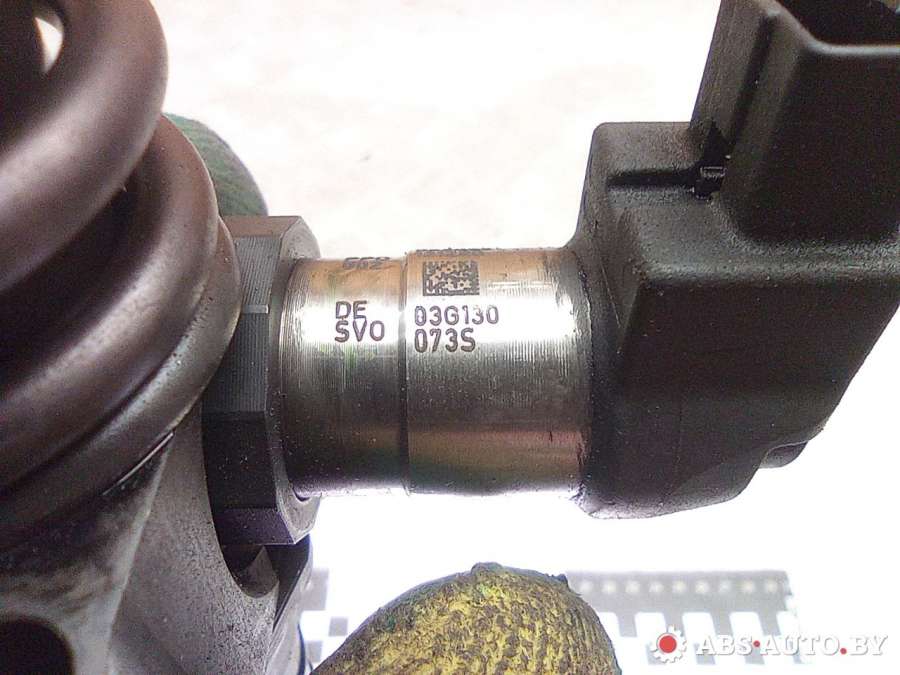 DE
SVO
03G130
073S
ABS-AUTO.BY